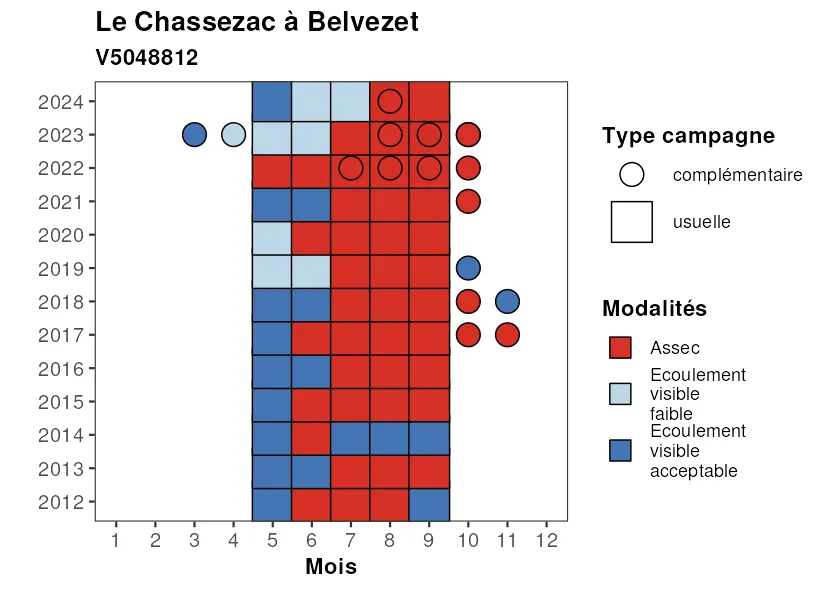 Le Chassezac à Belvezet
V5048812
2024
2023
2022
2021
2020
2019
2018
2017
2016
2015
2014
2013
2012
1 2 3 4 5 6 7 8 9 10 11 12
Mois
Type campagne
complémentaire
usuelle
Modalités
Assec
Ecoulement
visible
faible
Ecoulement
visible
acceptable